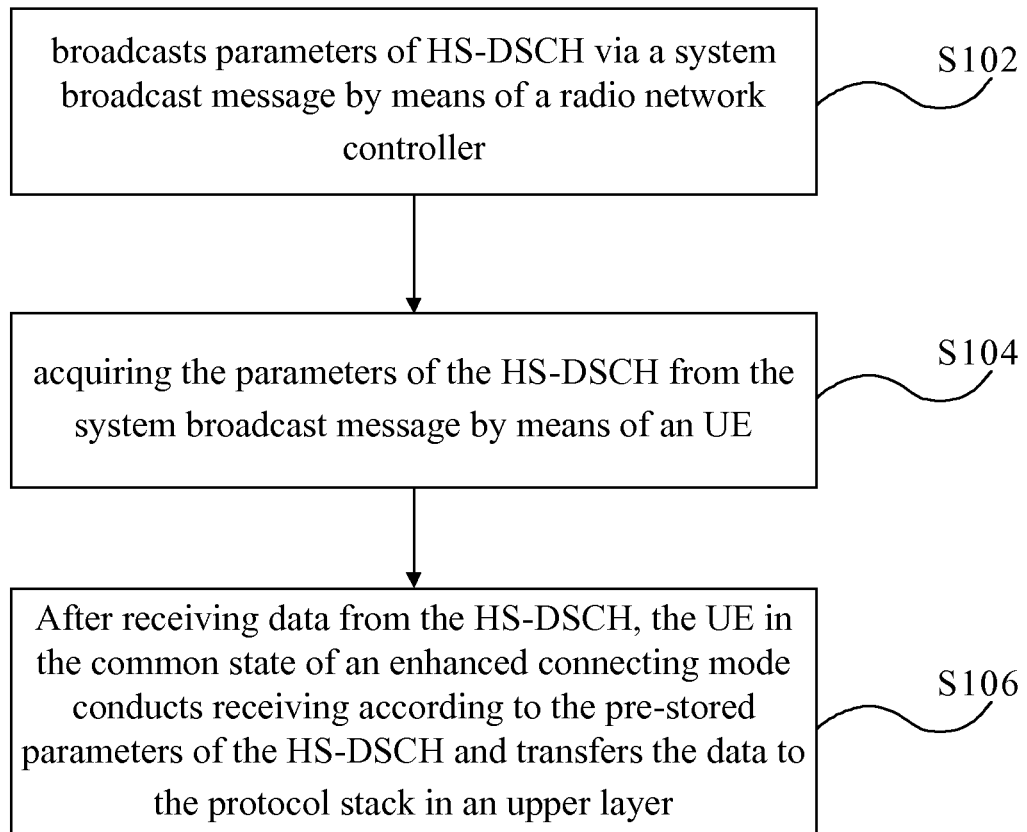 broadcasts parameters of HS-DSCH via a system
broadcast message by means of a radio network
controller
S102
acquiring the parameters of the HS-DSCH from the
system broadcast message by means of an UE
S104
After receiving data from the HS-DSCH, the UE in
the common state of an enhanced connecting mode
conducts receiving according to the pre-stored
parameters of the HS-DSCH and transfers the data to
the protocol stack in an upper layer
S106